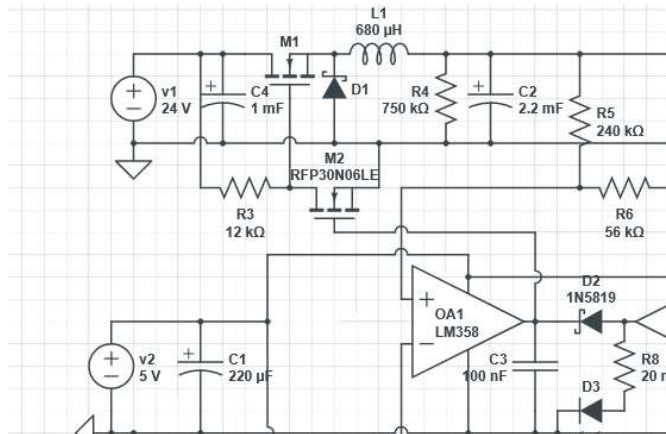 L1
680 μH
M1
v1
24 V
C4
1 mF
D1
R4
750 kΩ
C2
2.2 mF
R5
240 kΩ
M2
RFP30N06LE
R3
12 kΩ
R6
56 kΩ
D2
1N5819
OA1
LM358
v2
5 V
C1
220 μF
C3
100 nF
R8
20
D3